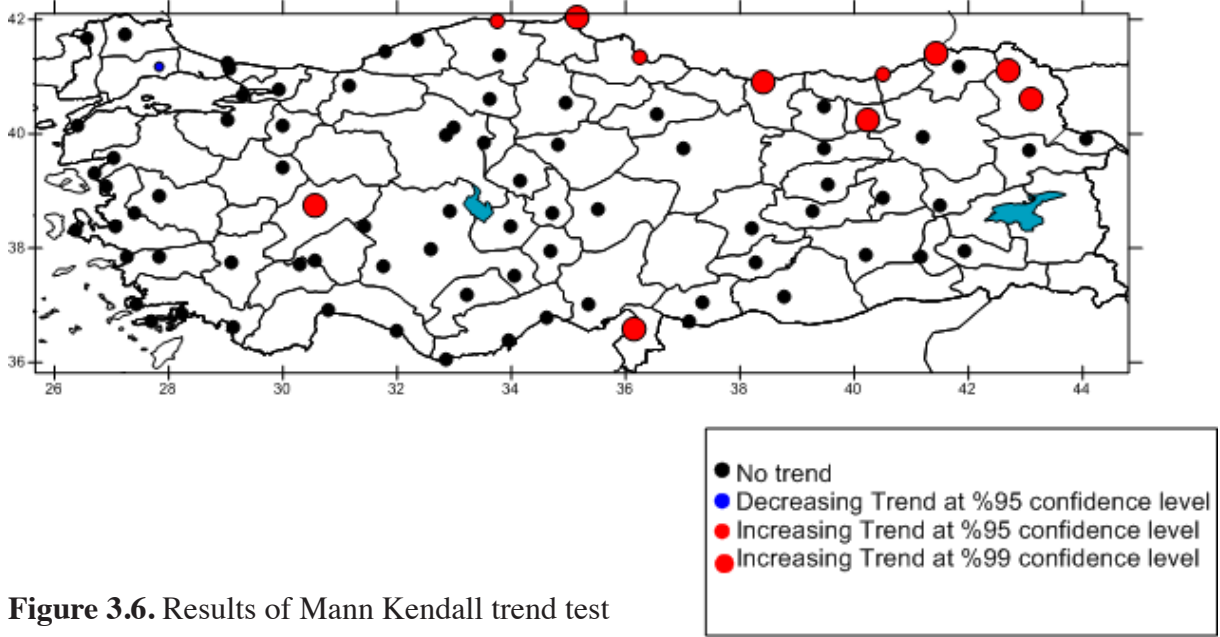 42
40
38
36
26 28 30 32 34 36 38 40 42 44
No trend
Decreasing Trend at %95 confidence level
Increasing Trend at %95 confidence level
Increasing Trend at %99 confidence level
Figure 3.6. Results of Mann Kendall trend test